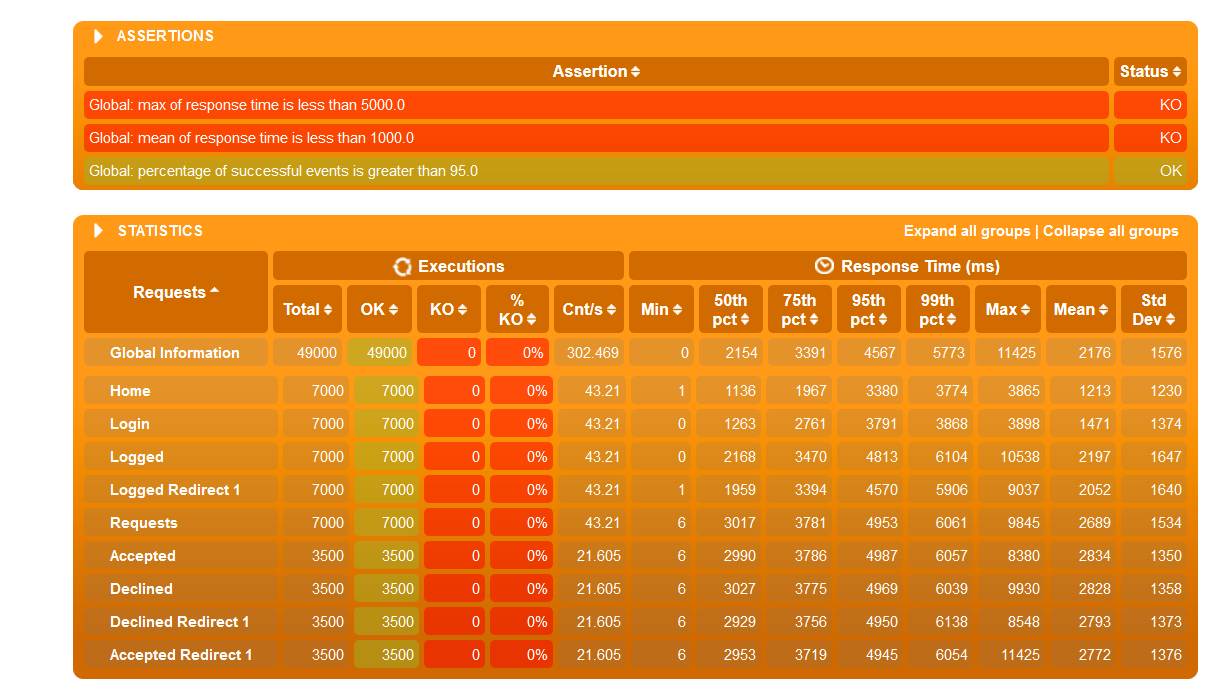 ASSERTIONS
Assertion Status
Global: max of response time is less than 5000.0 KO
Global: mean of response time is less than 1000.0 KO
Global: percentage of successful events is greater than 95.0 OK
STATISTICS Expand all groups | Collapse all groups
Requests Executions Response Time (ms)
Total OK KO % KO Cnt/s Min 50th pct 75th pct 95th pct 99th pct Max Mean Std Dev
Global Information 49000 49000 0 0% 302.469 0 2154 3391 4567 5773 11425 2176 1576
Home 7000 7000 0 0% 43.21 1 1136 1967 3380 3774 3865 1213 1230
Login 7000 7000 0 0% 43.21 0 1263 2761 3791 3868 3898 1471 1374
Logged 7000 7000 0 0% 43.21 0 2168 3470 4813 6104 10538 2197 1647
Logged Redirect 1 7000 7000 0 0% 43.21 1 1959 3394 4570 5906 9037 2052 1640
Requests 7000 7000 0 0% 43.21 6 3017 3781 4953 6061 9845 2689 1534
Accepted 3500 3500 0 0% 21.605 6 2990 3786 4987 6057 8380 2834 1350
Declined 3500 3500 0 0% 21.605 6 3027 3775 4969 6039 9930 2828 1358
Declined Redirect 1 3500 3500 0 0% 21.605 6 2929 3756 4950 6138 8548 2793 1373
Accepted Redirect 1 3500 3500 0 0% 21.605 6 2953 3719 4945 6054 11425 2772 1376